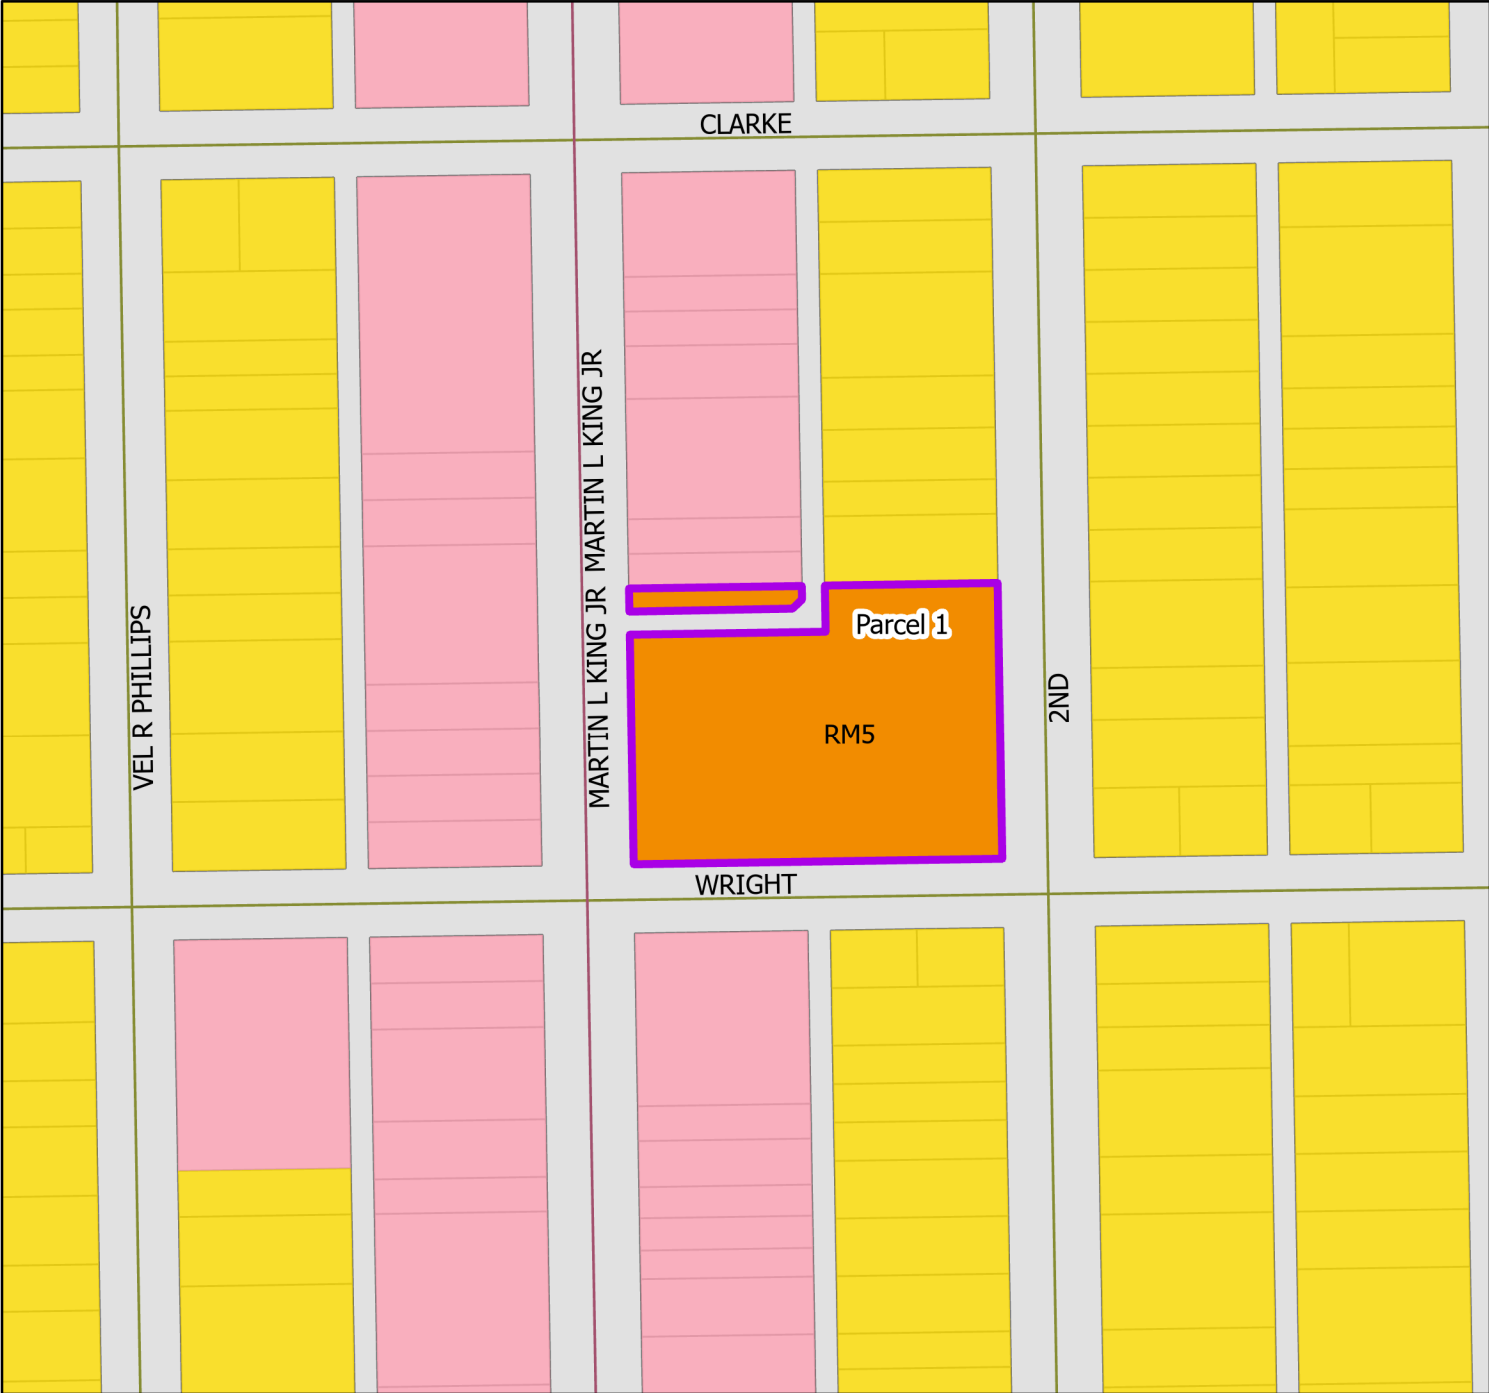 CLARKE
MARTIN L KING JR
MARTIN L KING JR
VEL R PHILLIPS
Parcel 1
2ND
RM5
WRIGHT